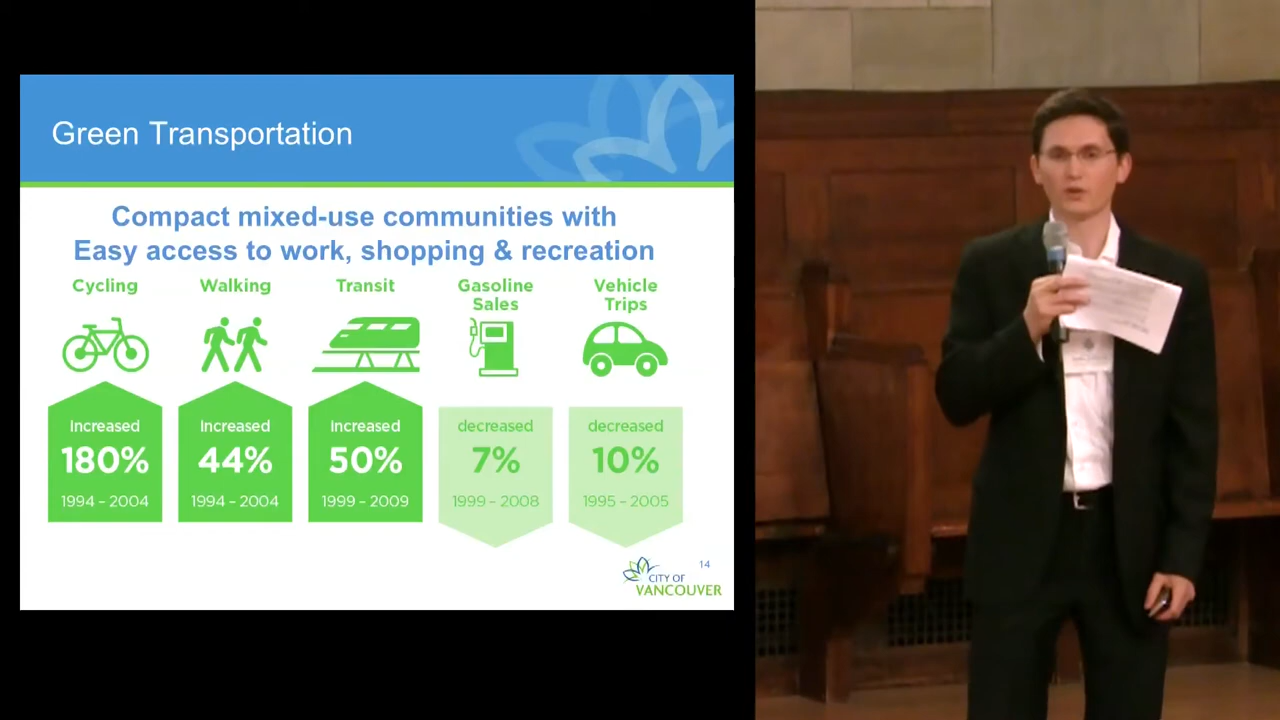 Green Transportation
Compact mixed-use communities with
Easy access to work, shopping & recreation
Cycling
Walking
Transit
Gasoline
Sales
Vehicle
Trips
Increased
180%
1994 – 2004
Increased
44%
1994 – 2004
Increased
50%
1999 – 2009
decreased
7%
1999 – 2008
decreased
10%
1995 – 2005
14
CITY OF
VANCOUVER